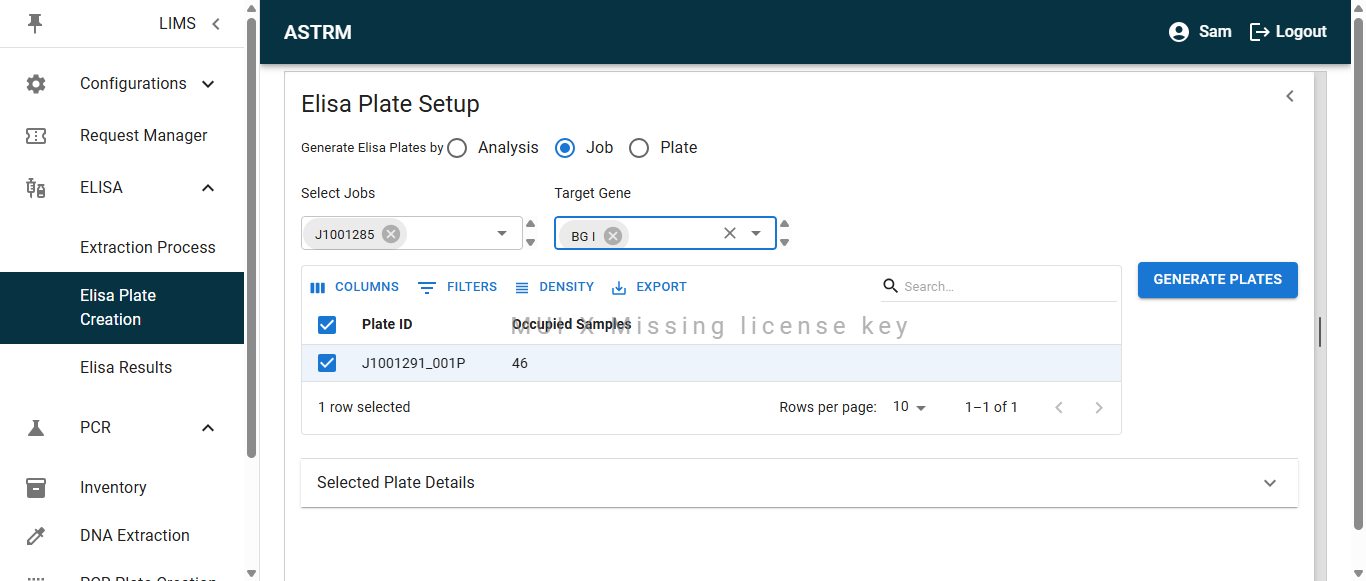 LIMS
ASTRM
Sam
Logout
Configurations
Request Manager
ELISA
Extraction Process
Elisa Plate
Creation
Elisa Results
PCR
Inventory
DNA Extraction
PCR Plate Creation
Elisa Plate Setup
Generate Elisa Plates by
Analysis
Job
Plate
Select Jobs
Target Gene
J1001285
BG I
COLUMNS
FILTERS
DENSITY
EXPORT
Search...
GENERATE PLATES
Plate ID
Occupied Samples
MUI X Missing license key
J1001291_001P
46
1 row selected
Rows per page:
10
1–1 of 1
Selected Plate Details